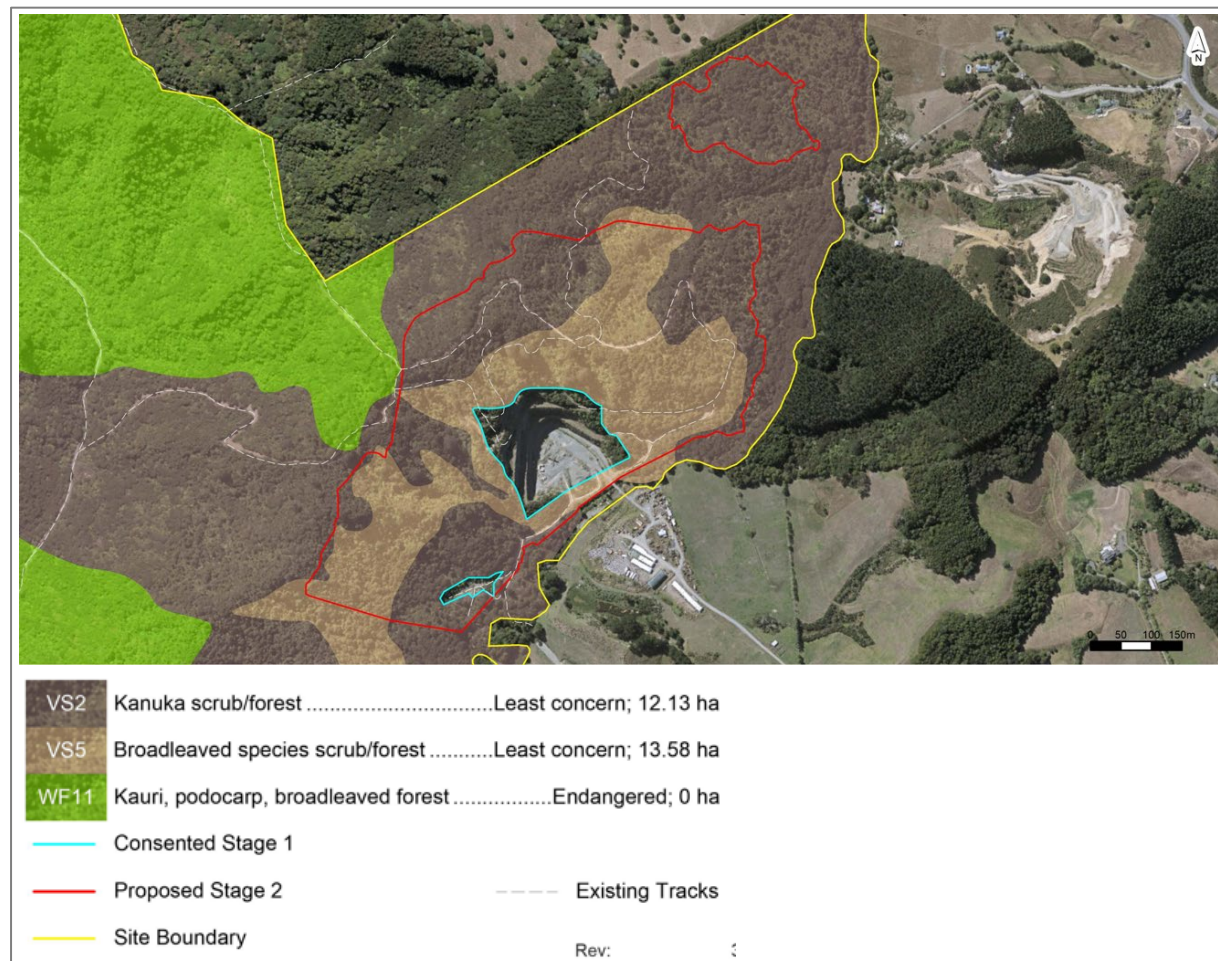 N
0 50 100 150m
VS2 Kanuka scrub/forest ...............................Least concern; 12.13 ha
VS5 Broadleaved species scrub/forest ...........Least concern; 13.58 ha
WF11 Kauri, podocarp, broadleaved forest .................Endangered; 0 ha
Consented Stage 1
Proposed Stage 2
Existing Tracks
Site Boundary
Rev: